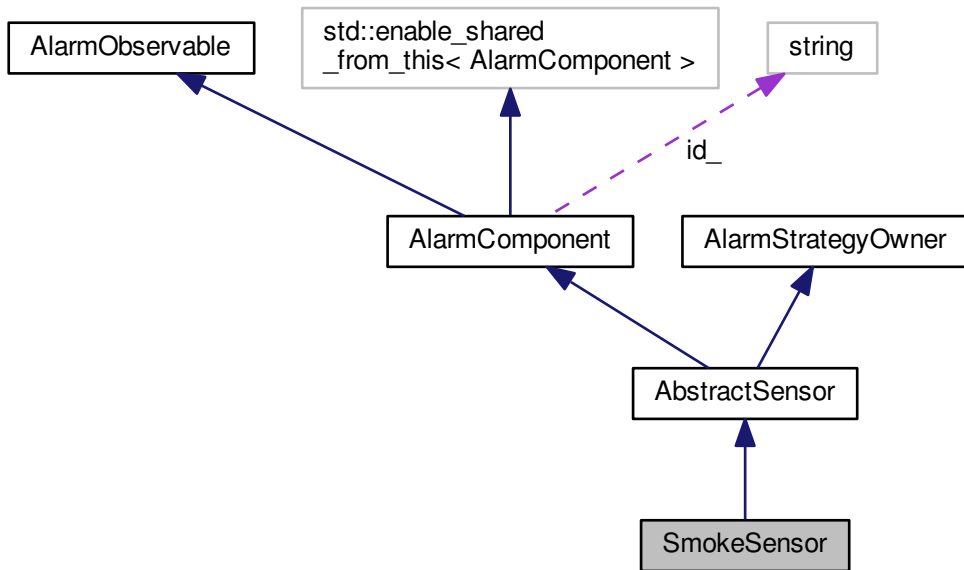 AlarmObservable
std::enable_shared
_from_this< AlarmComponent >
string
id_
AlarmComponent
AlarmStrategyOwner
AbstractSensor
SmokeSensor